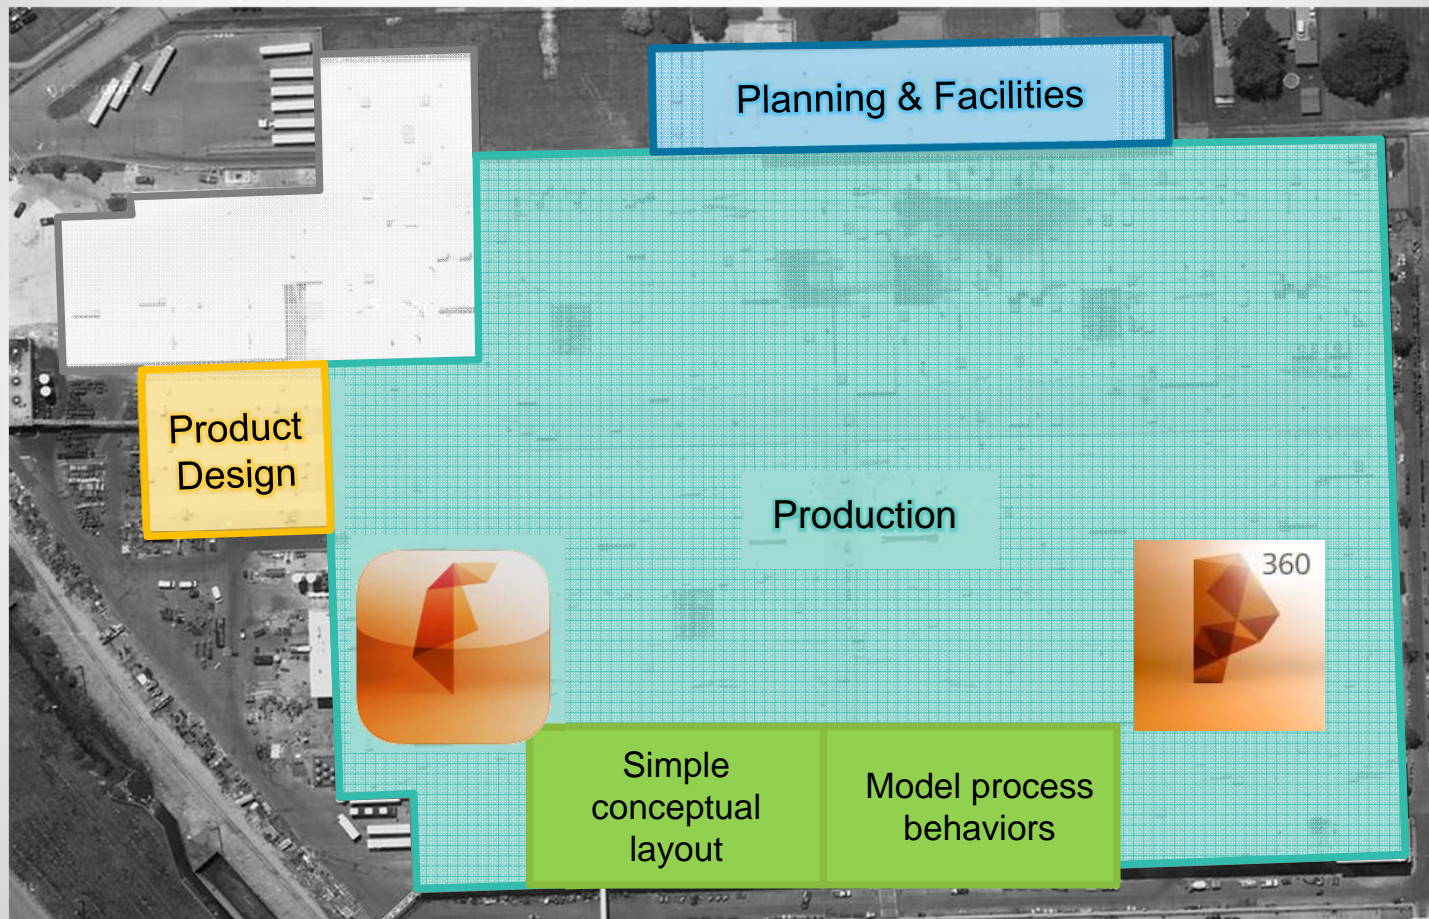 Planning & Facilities
Product
Design
Production
360
Simple
conceptual
layout
Model process
behaviors